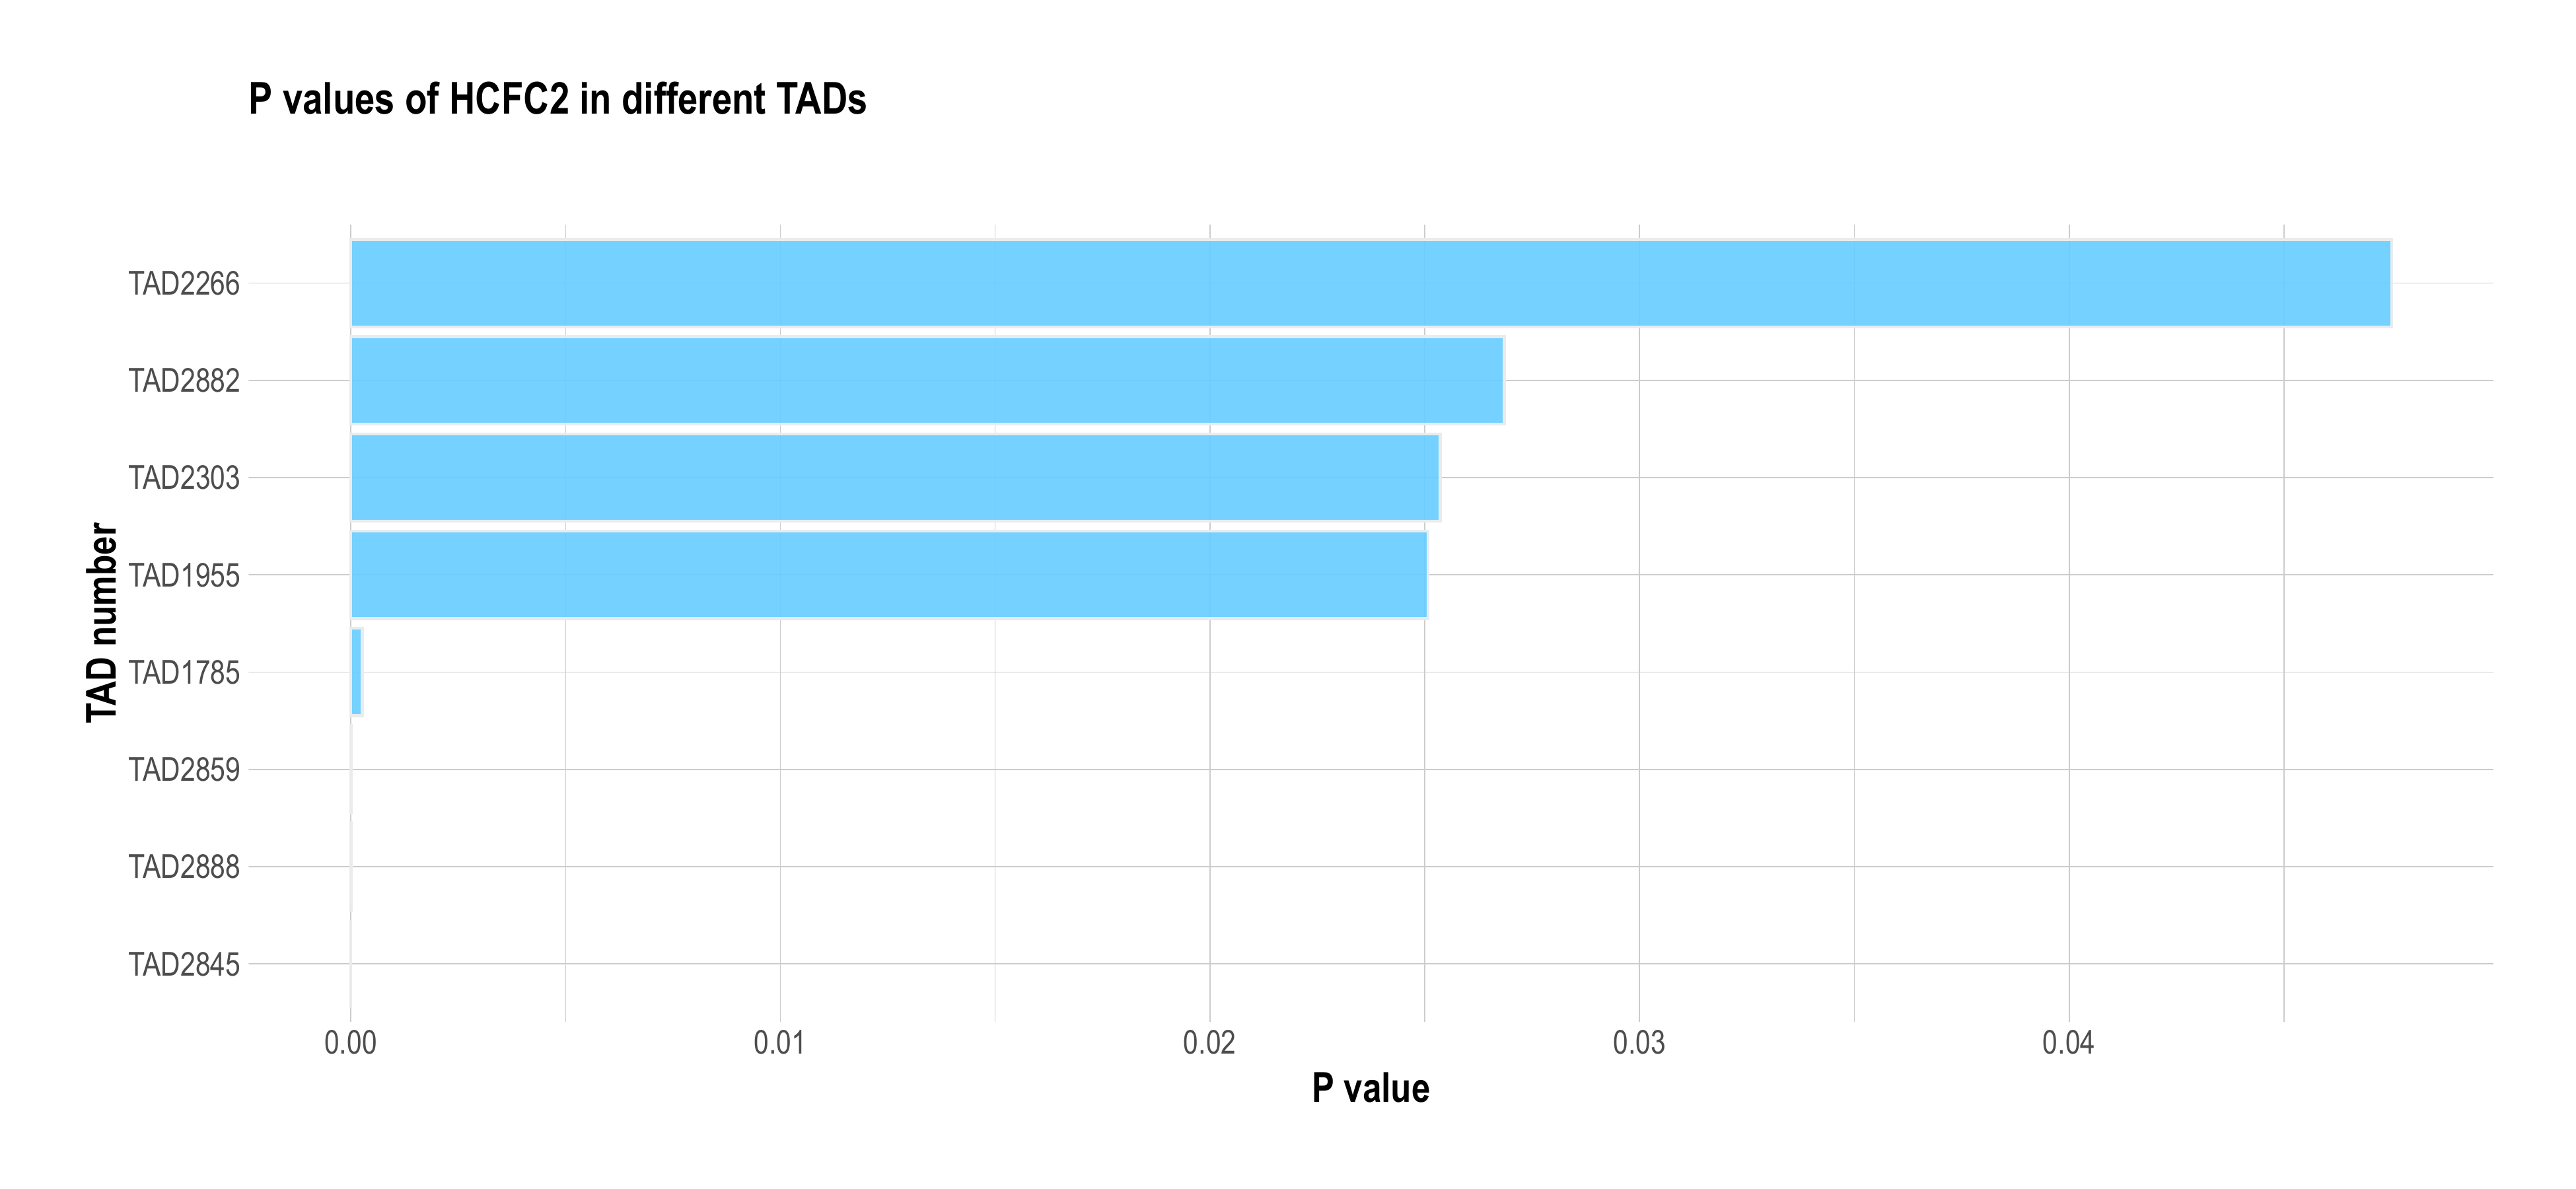 P values of HCFC2 in different TADs
TAD number
TAD2266
TAD2882
TAD2303
TAD1955
TAD1785
TAD2859
TAD2888
TAD2845
0.00 0.01 0.02 0.03 0.04
P value